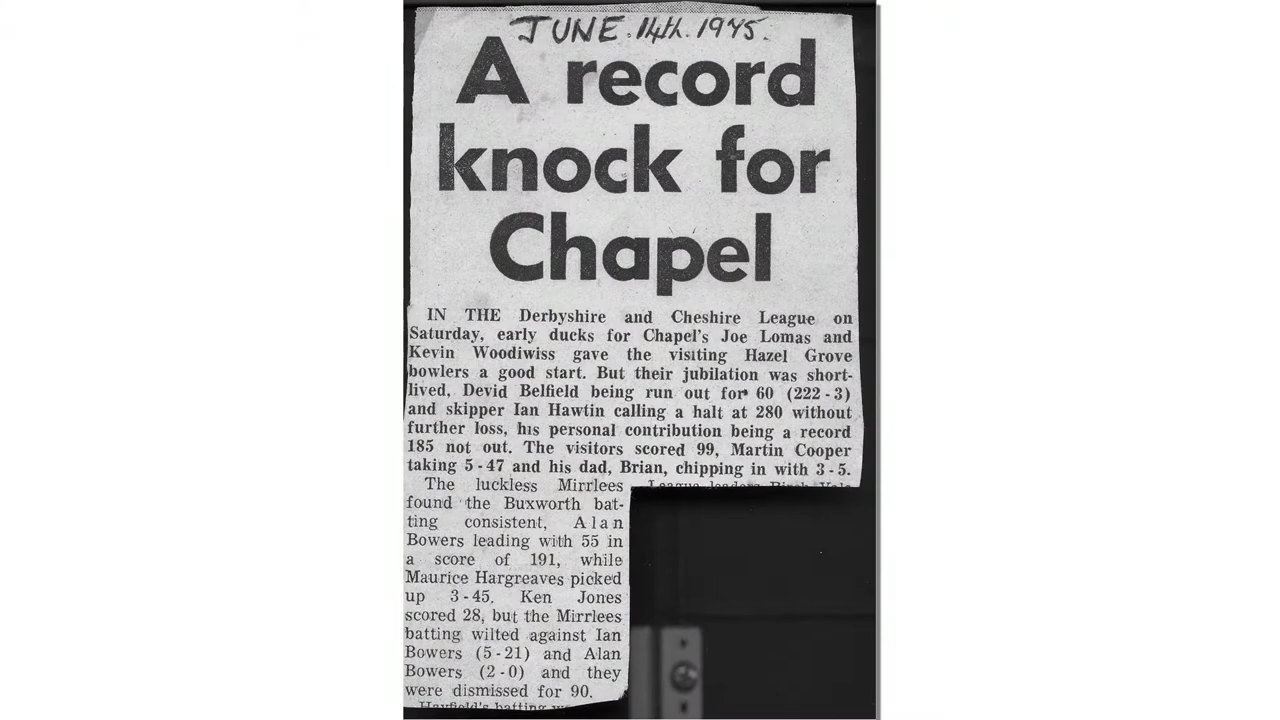 JUNE. 14th. 1975.
A record
knock for
Chapel
IN THE Derbyshire and Cheshire League on
Saturday, early ducks for Chapel's Joe Lomas and
Kevin Woodiwiss gave the visiting Hazel Grove
bowlers a good start. But their jubilation was short-
lived, Devid Belfield being run out for 60 (222-3)
and skipper Ian Hawtin calling a halt at 280 without
further loss, his personal contribution being a record
185 not out. The visitors scored 99, Martin Cooper
taking 5-47 and his dad, Brian, chipping in with 3-5.
The luckless Mirrlees
found the Buxworth bat-
ting consistent, Alan
Bowers leading with 55 in
a score of 191, while
Maurice Hargreaves picked
up 3-45. Ken Jones
scored 28, but the Mirrlees
batting wilted against Ian
Bowers (5-21) and Alan
Bowers (2-0) and they
were dismissed for 90.
Hayfield's batting
League leaders Birch Vale